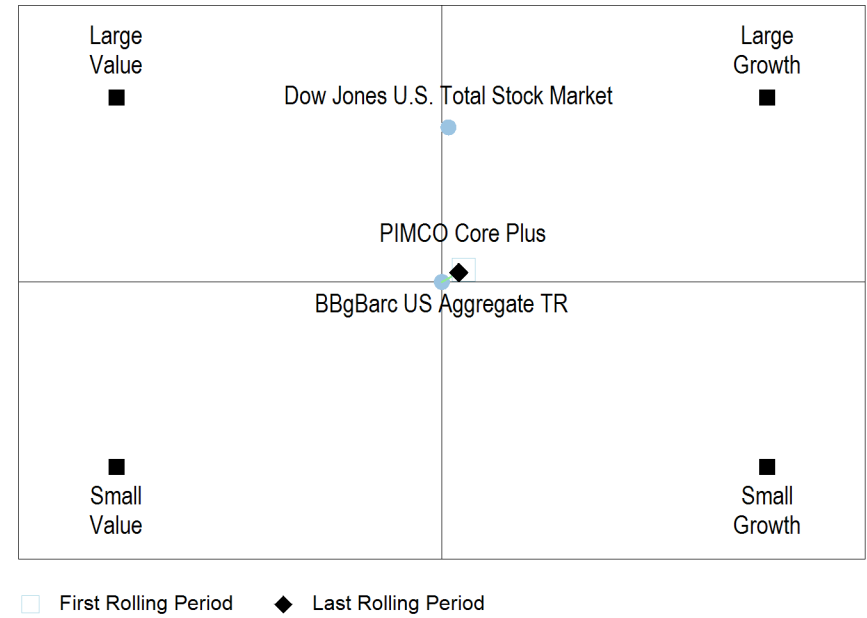 Large
Value
Large
Growth
Dow Jones U.S. Total Stock Market
PIMCO Core Plus
BBgBarc US Aggregate TR
Small
Value
Small
Growth
First Rolling Period
Last Rolling Period